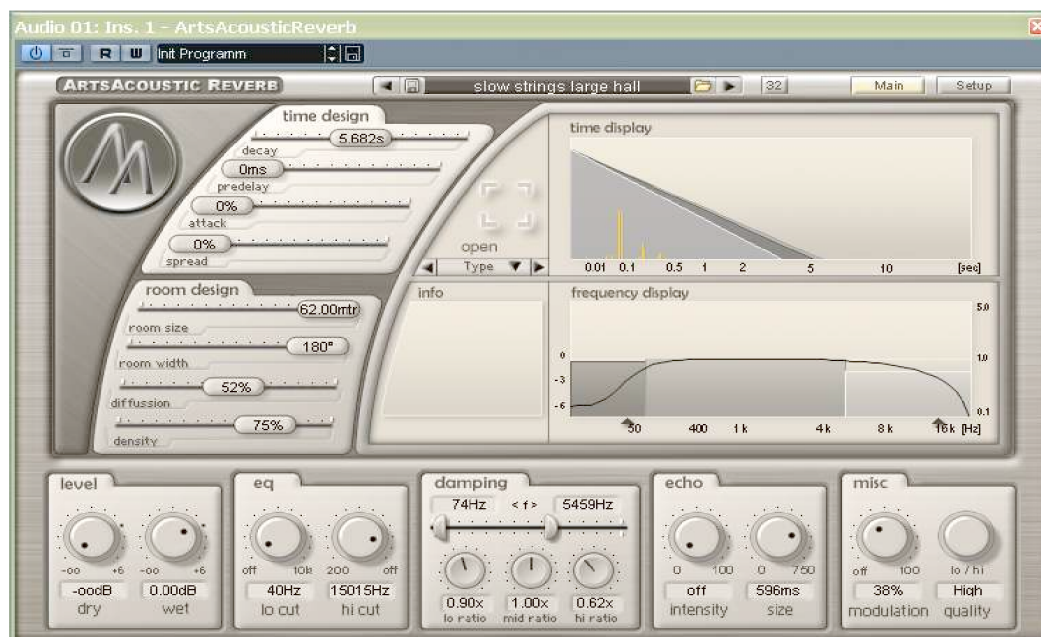 Audio 01: Ins. 1 - ArtsAcousticReverb
R W Init Programm
ARTSACOUSTIC REVERB slow strings large hall 32 Main Setup
time design
5.682s
decay
0ms
predelay
0%
attack
0%
spread
room design
62.00mtr
room size
180°
room width
52%
diffussion
75%
density
open
Type
info
time display
0.01 0.1 0.5 1 2 5 10 [sec]
frequency display
5.0
0 1.0
-3
-6 0.1
50 400 1k 4k 8k 16k [Hz]
level
-oo +6 -oo +6
-oodB 0.00dB
dry wet
eq
off 10k 200 off
40Hz 15015Hz
lo cut hi cut
damping
74Hz < f > 5459Hz
0.90x 1.00x 0.62x
lo ratio mid ratio hi ratio
echo
0 100 0 750
off 596ms
intensity size
misc
off 100 lo / hi
38% High
modulation quality